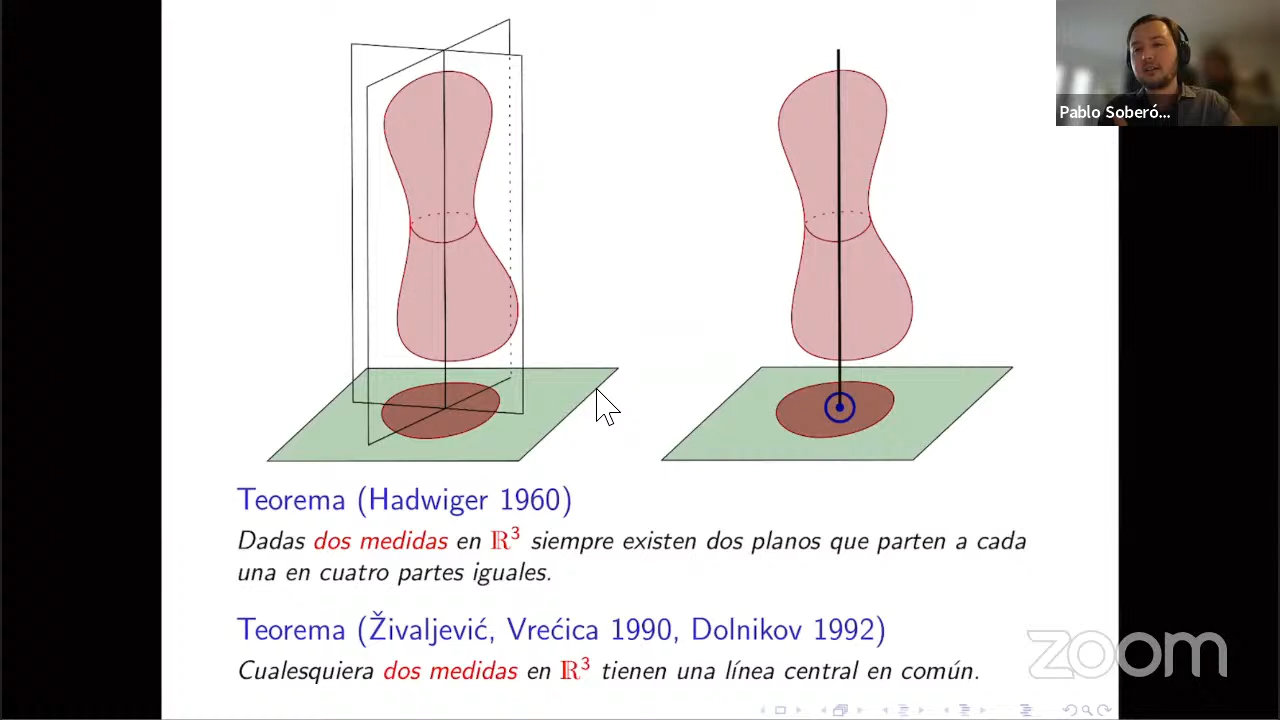 Pablo Soberó...
Teorema (Hadwiger 1960)
Dadas dos medidas en ℝ³ siempre existen dos planos que parten a cada
una en cuatro partes iguales.
Teorema (Živaljević, Vrećica 1990, Dolnikov 1992)
Cualesquiera dos medidas en ℝ³ tienen una línea central en común.
zoom